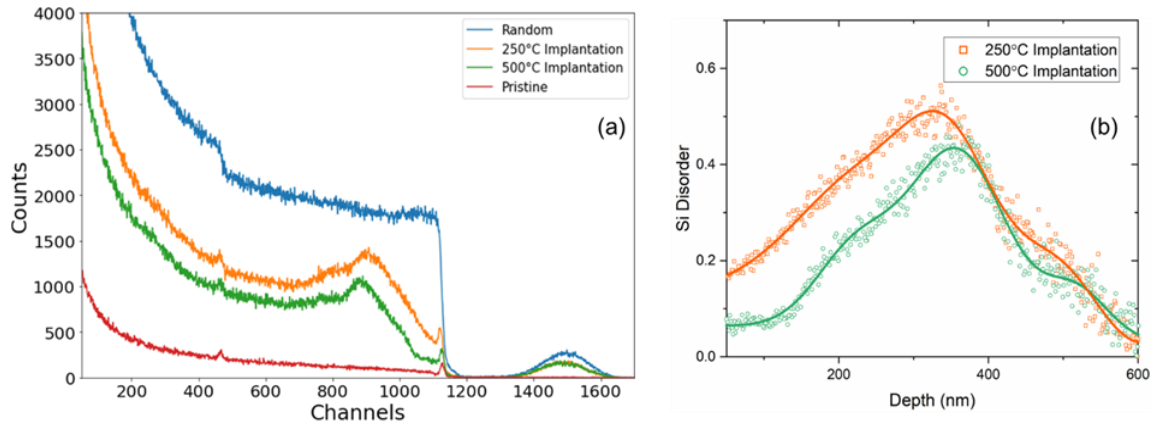 4000
3500
3000
2500
2000
1500
1000
500
0
Counts
200
400
600
800
1000
1200
1400
1600
Channels
Random
250°C Implantation
500°C Implantation
Pristine
(a)
0.6
0.4
0.2
0.0
Si Disorder
200
400
600
Depth (nm)
250°C Implantation
500°C Implantation
(b)